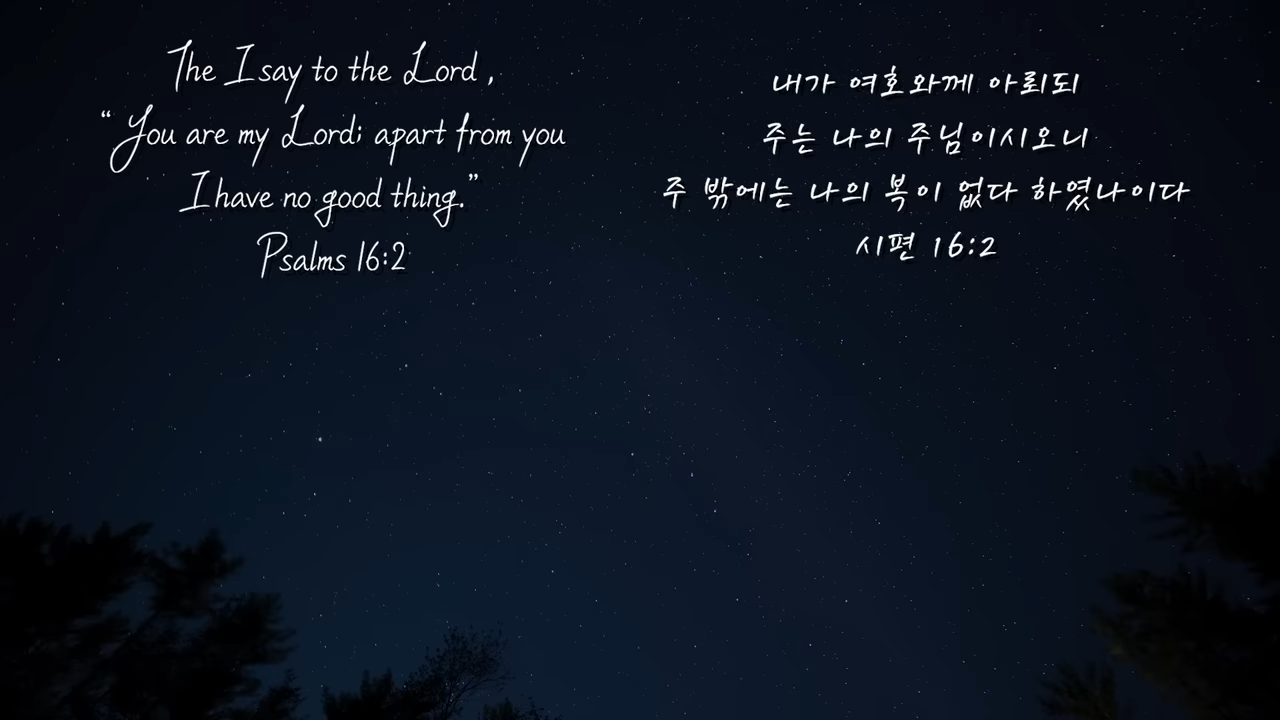 The I say to the Lord ,
“ You are my Lord; apart from you
I have no good thing.”
Psalms 16:2
내가 여호와께 아뢰되
주는 나의 주님이시오니
주 밖에는 나의 복이 없다 하였나이다
시편 16:2